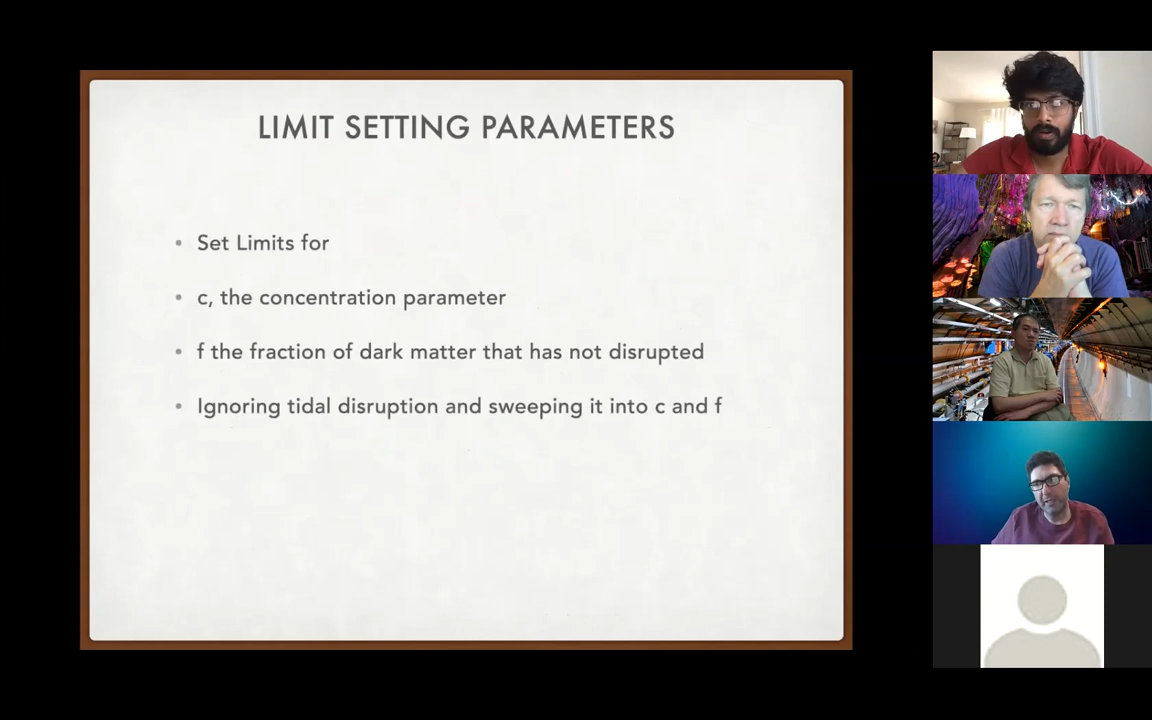 LIMIT SETTING PARAMETERS
• Set Limits for
• c, the concentration parameter
• f the fraction of dark matter that has not disrupted
• Ignoring tidal disruption and sweeping it into c and f